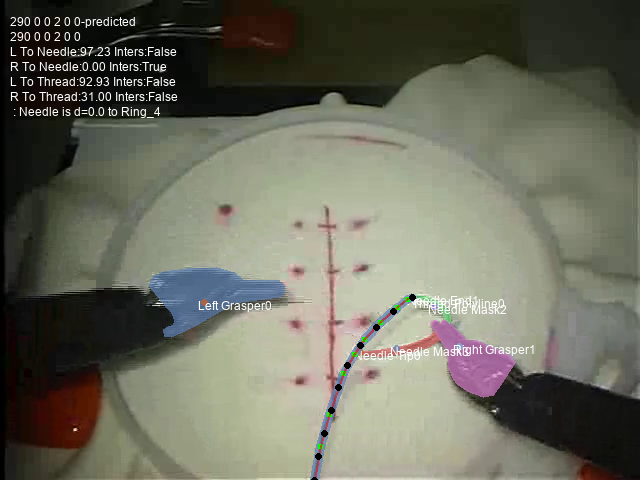 290 0 0 2 0 0-predicted
290 0 0 2 0 0
L To Needle:97.23 Inters:False
R To Needle:0.00 Inters:True
L To Thread:92.93 Inters:False
R To Thread:31.00 Inters:False
: Needle is d=0.0 to Ring_4
Left Grasper0
Needle Mask2
Right Grasper1